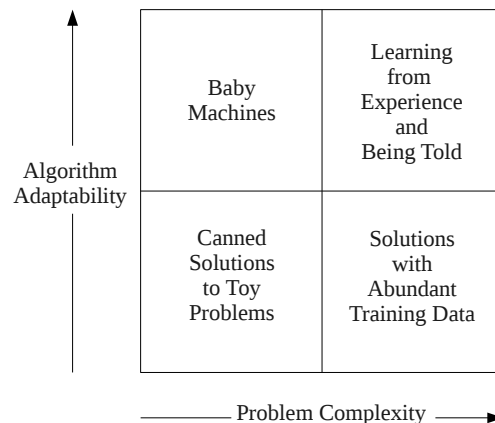 Baby
Machines
Learning
from
Experience
and
Being Told
Algorithm
Adaptability
Canned
Solutions
to Toy
Problems
Solutions
with
Abundant
Training Data
Problem Complexity